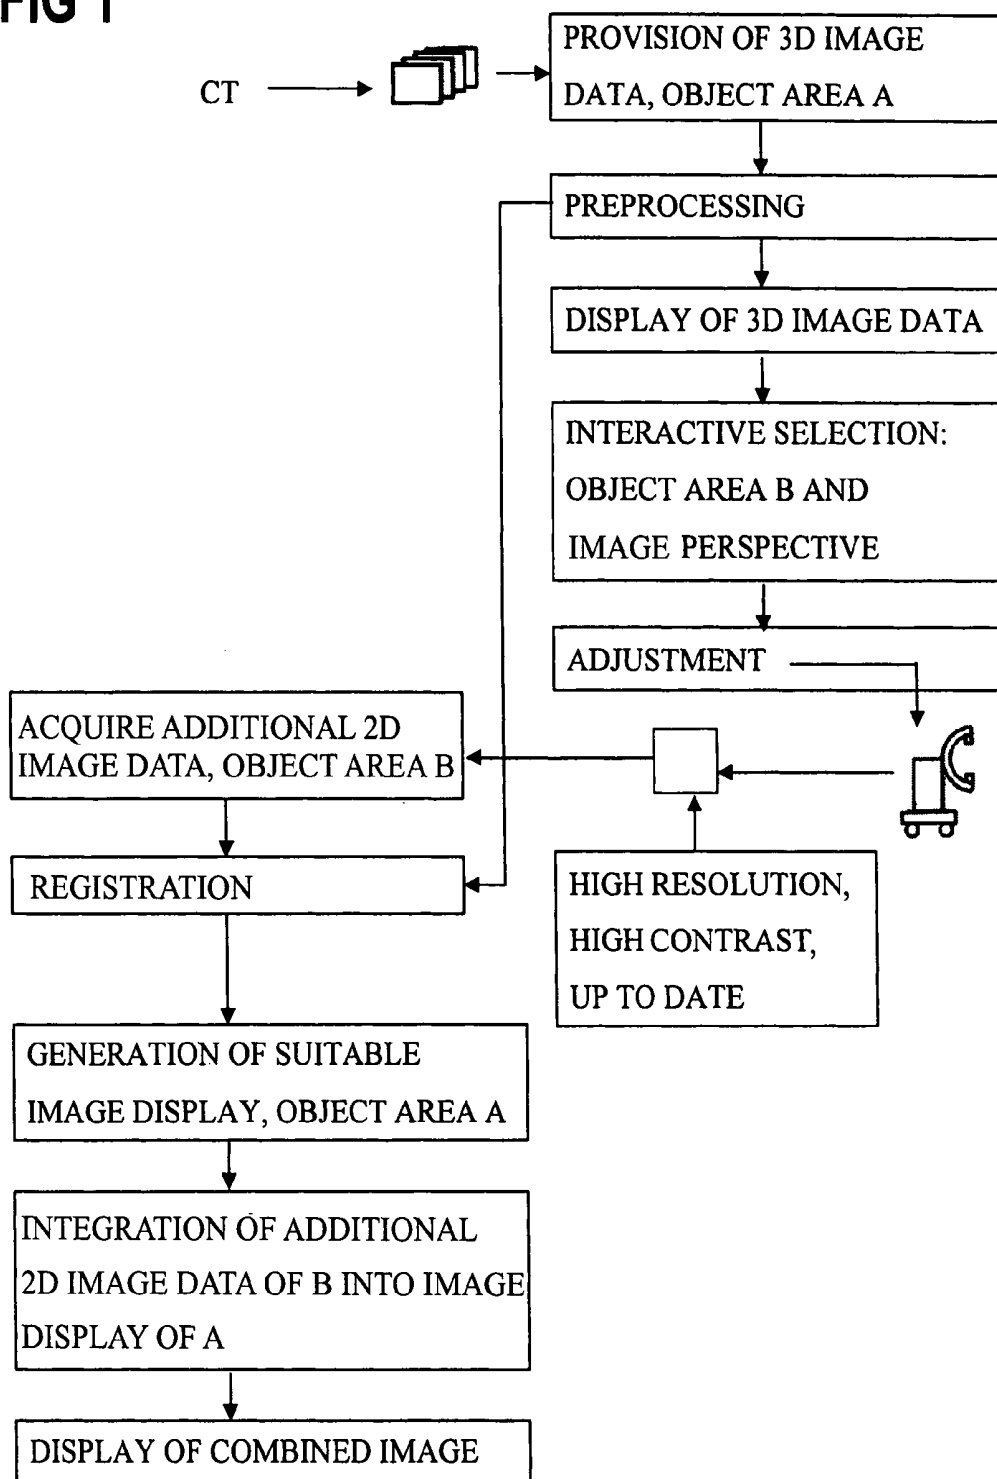 FIG 1
CT
PROVISION OF 3D IMAGE
DATA, OBJECT AREA A
PREPROCESSING
DISPLAY OF 3D IMAGE DATA
INTERACTIVE SELECTION:
OBJECT AREA B AND
IMAGE PERSPECTIVE
ADJUSTMENT
ACQUIRE ADDITIONAL 2D
IMAGE DATA, OBJECT AREA B
REGISTRATION
HIGH RESOLUTION,
HIGH CONTRAST,
UP TO DATE
GENERATION OF SUITABLE
IMAGE DISPLAY, OBJECT AREA A
INTEGRATION OF ADDITIONAL
2D IMAGE DATA OF B INTO IMAGE
DISPLAY OF A
DISPLAY OF COMBINED IMAGE